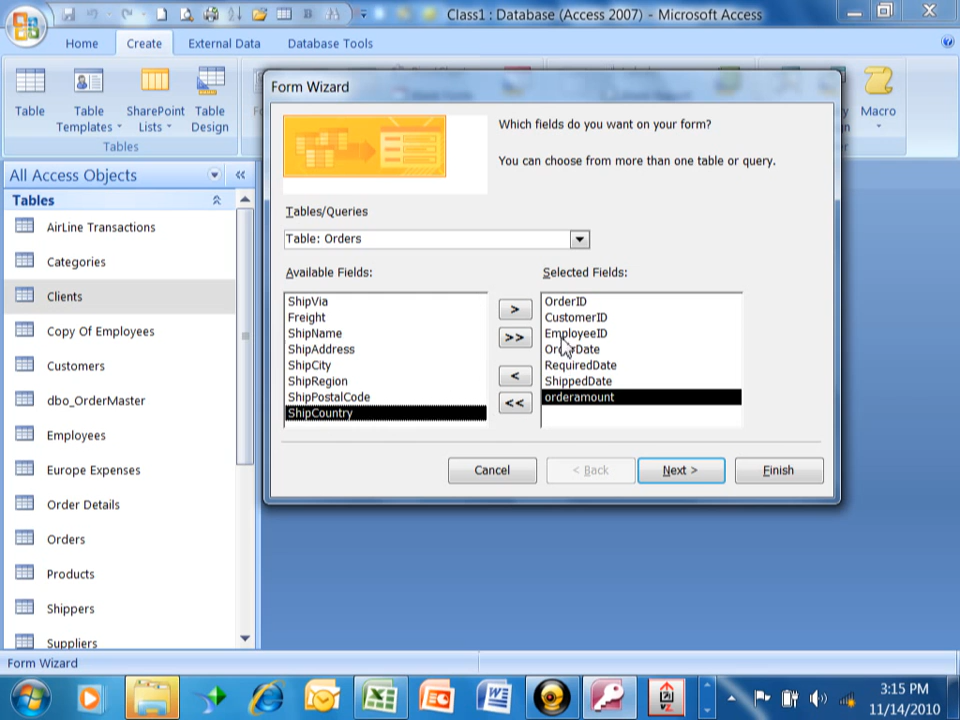 Class1 : Database (Access 2007) - Microsoft Access
Home
Create
External Data
Database Tools
Table
Table Templates
SharePoint Lists
Table Design
Tables
Macro
All Access Objects
Tables
AirLine Transactions
Categories
Clients
Copy Of Employees
Customers
dbo_OrderMaster
Employees
Europe Expenses
Order Details
Orders
Products
Shippers
Suppliers
Form Wizard
Which fields do you want on your form?
You can choose from more than one table or query.
Tables/Queries
Table: Orders
Available Fields:
ShipVia
Freight
ShipName
ShipAddress
ShipCity
ShipRegion
ShipPostalCode
ShipCountry
>
>>
<
<<
Selected Fields:
OrderID
CustomerID
EmployeeID
OrderDate
RequiredDate
ShippedDate
orderamount
Cancel
< Back
Next >
Finish
Form Wizard
3:15 PM
11/14/2010